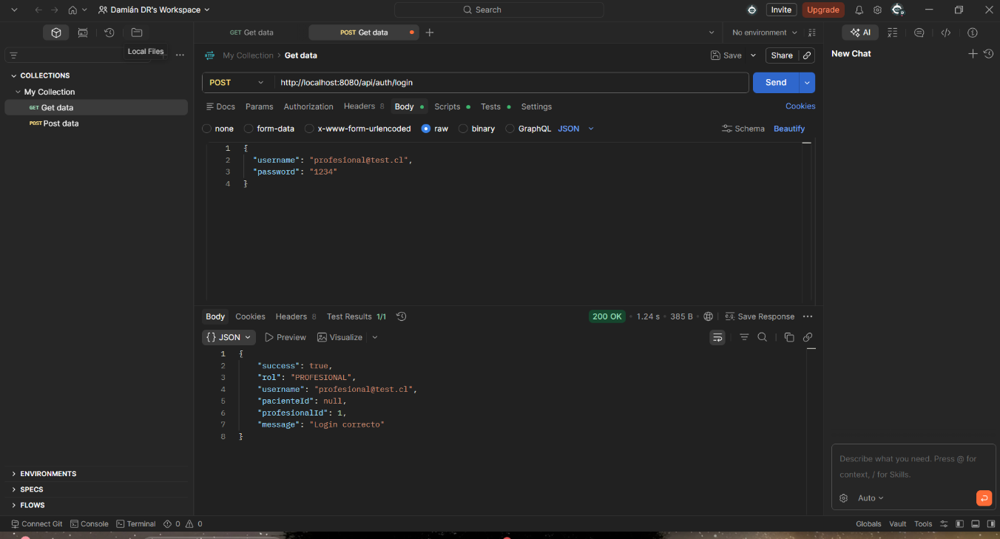 Damián DR's Workspace
Search
Invite
Upgrade
Local Files
GET Get data
POST Get data
No environment
AI
HTTP My Collection > Get data
Save
Share
New Chat
COLLECTIONS
My Collection
GET Get data
POST Post data
POST http://localhost:8080/api/auth/login
Send
Docs Params Authorization Headers 8 Body Scripts Tests Settings
Cookies
none form-data x-www-form-urlencoded raw binary GraphQL JSON
Schema Beautify
1 {
2 "username": "profesional@test.cl",
3 "password": "1234"
4 }
Body Cookies Headers 8 Test Results 1/1
200 OK 1.24 s 385 B e.g. Save Response
{} JSON Preview Visualize
1 {
2 "success": true,
3 "rol": "PROFESIONAL",
4 "username": "profesional@test.cl",
5 "pacienteId": null,
6 "profesionalId": 1,
7 "message": "Login correcto"
8 }
Describe what you need. Press @ for
context, / for Skills.
Auto
ENVIRONMENTS
SPECS
FLOWS
Connect Git Console Terminal 0 0
Globals Vault Tools